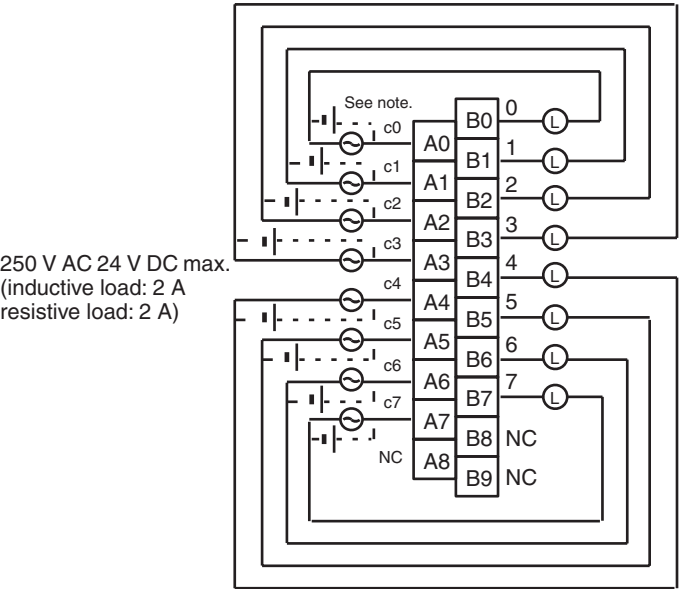 See note.
c0
c1
c2
c3
c4
c5
c6
c7
NC
A0
A1
A2
A3
A4
A5
A6
A7
A8
B0
B1
B2
B3
B4
B5
B6
B7
B8
B9
0
1
2
3
4
5
6
7
NC
NC
L
L
L
L
L
L
L
L
250 V AC 24 V DC max.
(inductive load: 2 A
resistive load: 2 A)